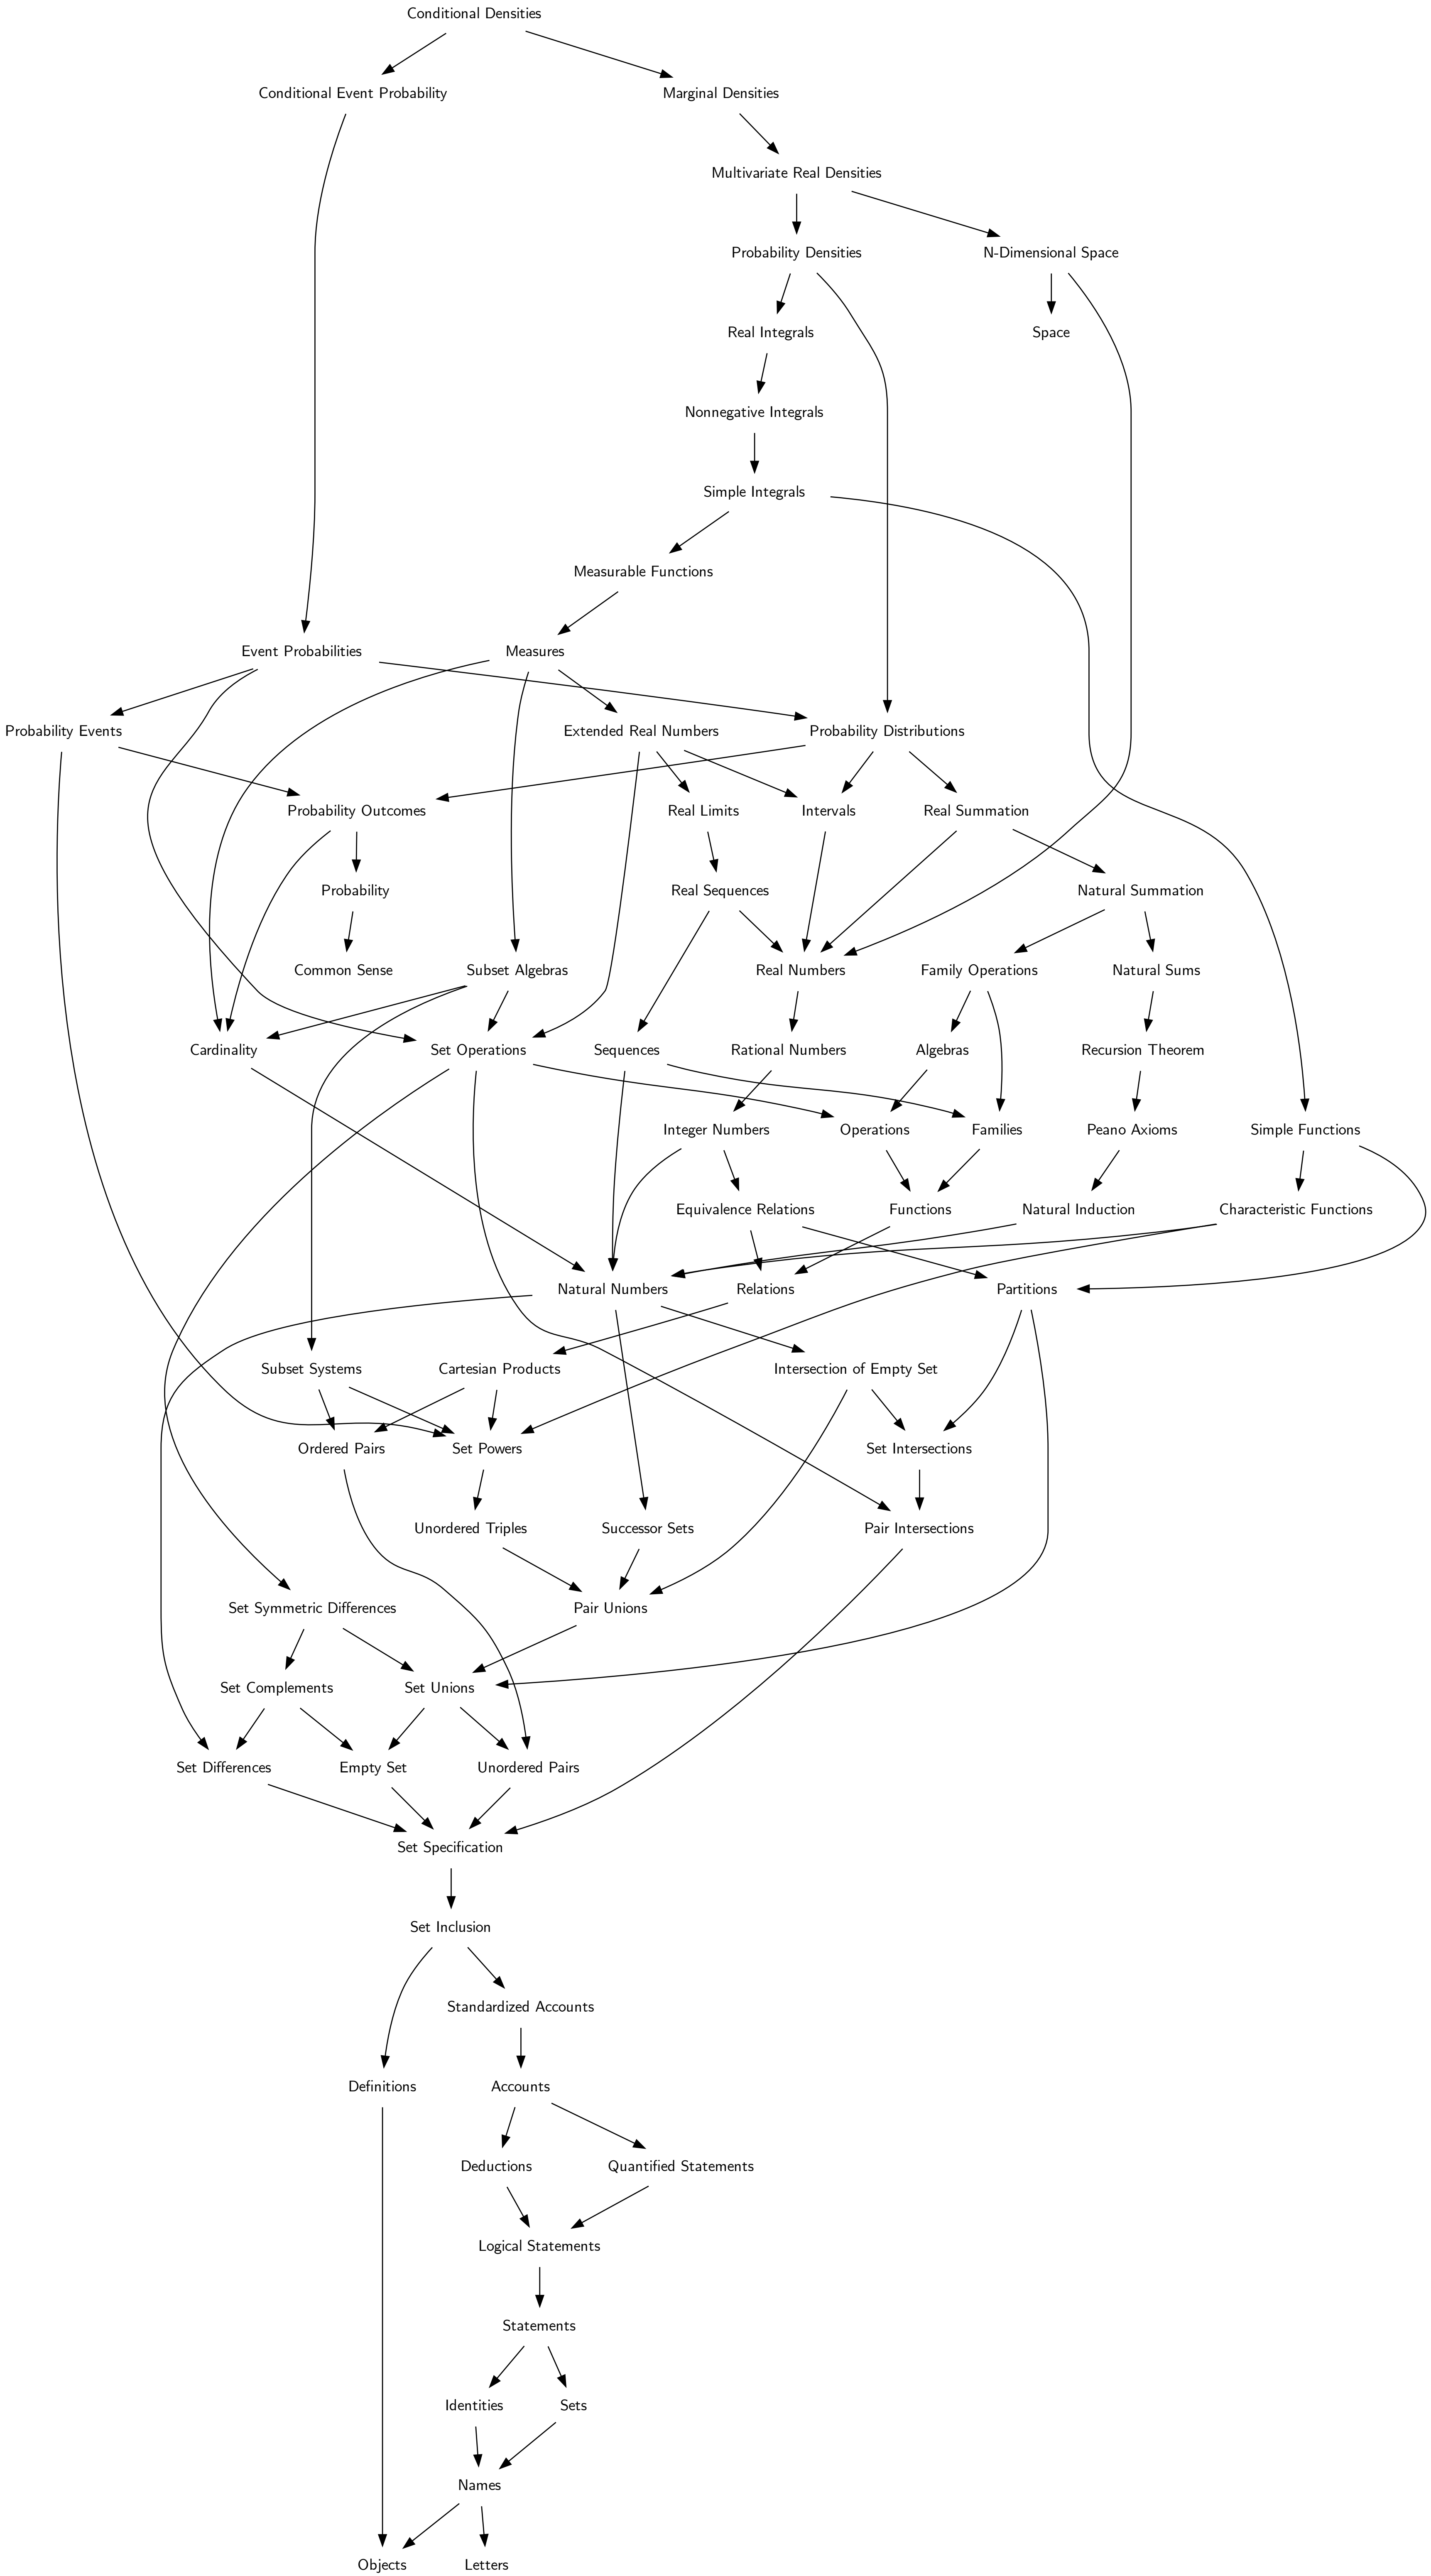 Conditional Densities
Conditional Event Probability
Marginal Densities
Multivariate Real Densities
Probability Densities
N-Dimensional Space
Real Integrals
Space
Nonnegative Integrals
Simple Integrals
Measurable Functions
Event Probabilities
Measures
Probability Events
Extended Real Numbers
Probability Distributions
Probability Outcomes
Real Limits
Intervals
Real Summation
Probability
Real Sequences
Natural Summation
Common Sense
Subset Algebras
Real Numbers
Family Operations
Natural Sums
Cardinality
Set Operations
Sequences
Rational Numbers
Algebras
Recursion Theorem
Integer Numbers
Operations
Families
Peano Axioms
Simple Functions
Equivalence Relations
Functions
Natural Induction
Characteristic Functions
Natural Numbers
Relations
Partitions
Subset Systems
Cartesian Products
Intersection of Empty Set
Ordered Pairs
Set Powers
Set Intersections
Unordered Triples
Successor Sets
Pair Intersections
Set Symmetric Differences
Pair Unions
Set Complements
Set Unions
Set Differences
Empty Set
Unordered Pairs
Set Specification
Set Inclusion
Standardized Accounts
Definitions
Accounts
Deductions
Quantified Statements
Logical Statements
Statements
Identities
Sets
Names
Objects
Letters